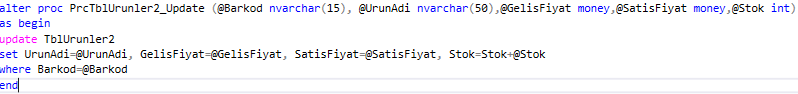 alter proc PrcTblUrunler2_Update (@Barkod nvarchar(15), @UrunAdi nvarchar(50),@GelisFiyat money,@SatisFiyat money,@Stok int)
as begin
update TblUrunler2
set UrunAdi=@UrunAdi, GelisFiyat=@GelisFiyat, SatisFiyat=@SatisFiyat, Stok=Stok+@Stok
where Barkod=@Barkod
end